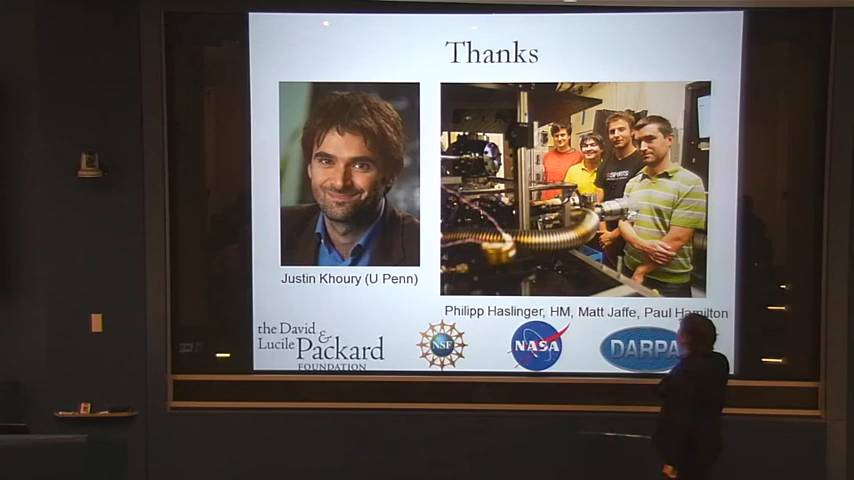 Thanks
SPORTS
Justin Khoury (U Penn)
Philipp Haslinger, HM, Matt Jaffe, Paul Hamilton
the David &
Lucile Packard
FOUNDATION
NSF
NASA
DARPA